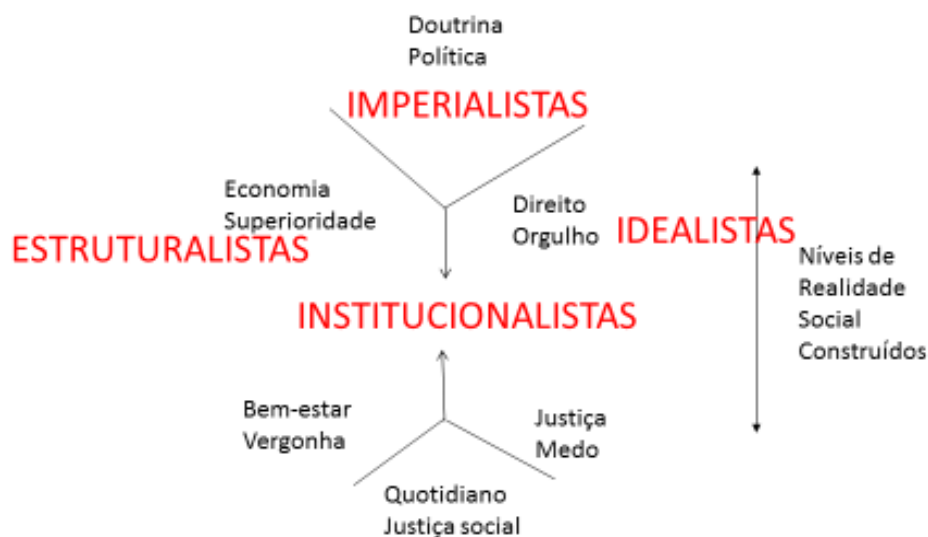 Doutrina
Política
IMPERIALISTAS
Economia
Superioridade
Direito
Orgulho
ESTRUTURALISTAS
IDEALISTAS
Níveis de
Realidade
Social
Construídos
INSTITUCIONALISTAS
Bem-estar
Vergonha
Justiça
Medo
Quotidiano
Justiça social